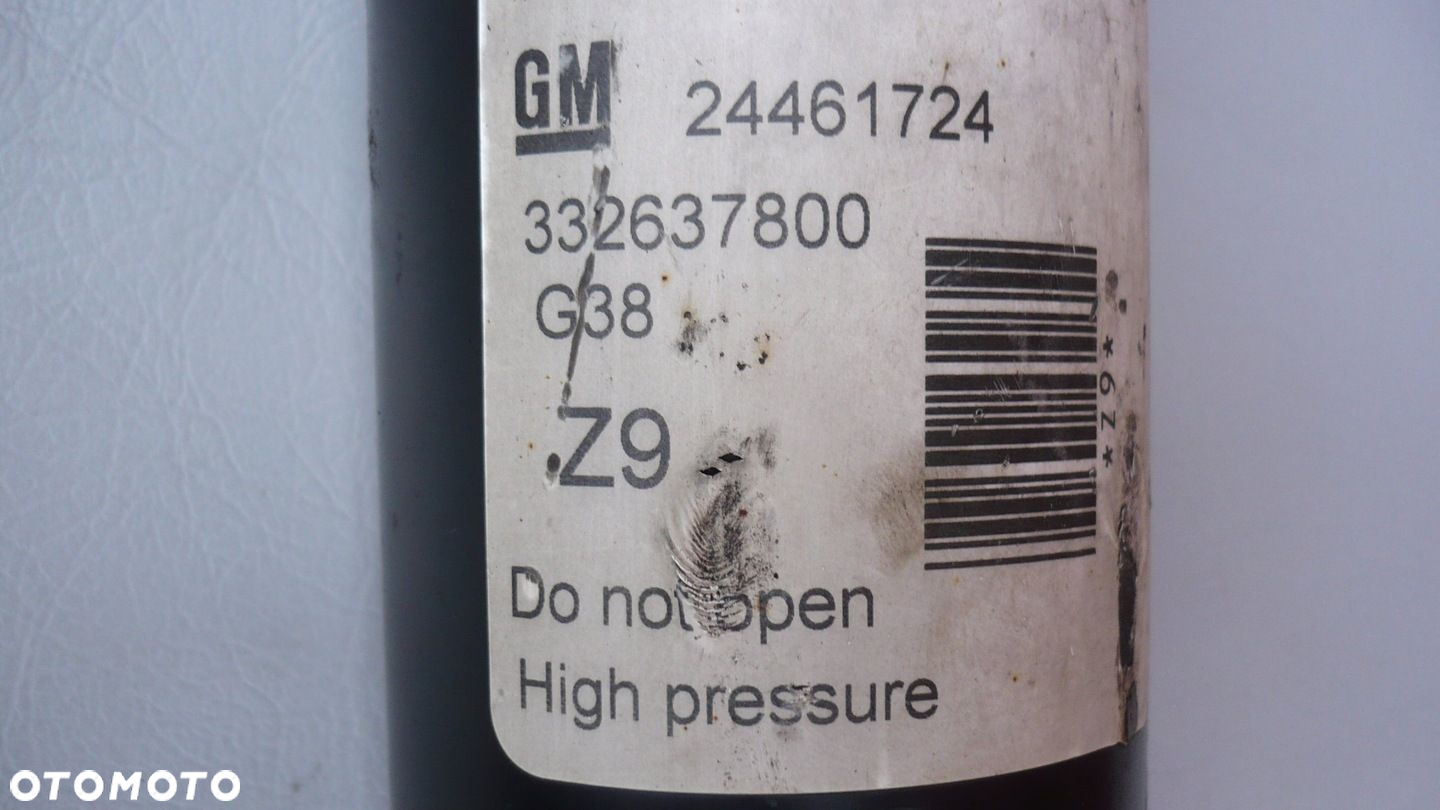 GM 24461724
332637800
G38
Z9
*Z9*
Do not open
High pressure
OTOMOTO